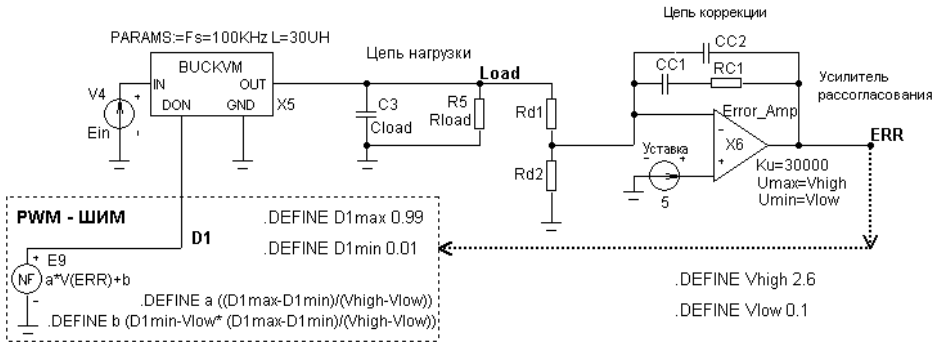 Цепь коррекции
CC2
PARAMS:=Fs=100KHz L=30UH
Цепь нагрузки
CC1
RC1
BUCKVM
Load
Усилитель
рассогласования
IN
OUT
V4
DON
GND
X5
C3
R5
Rd1
Error_Amp
ERR
Ein
Cload
Rload
X6
Уставка
Rd2
Ku=30000
Umax=Vhigh
Umin=Vlow
5
PWM - ШИМ
.DEFINE D1max 0.99
D1
.DEFINE D1min 0.01
E9
NF
a*V(ERR)+b
.DEFINE Vhigh 2.6
.DEFINE a ((D1max-D1min)/(Vhigh-Vlow))
.DEFINE Vlow 0.1
.DEFINE b (D1min-Vlow* (D1max-D1min)/(Vhigh-Vlow))